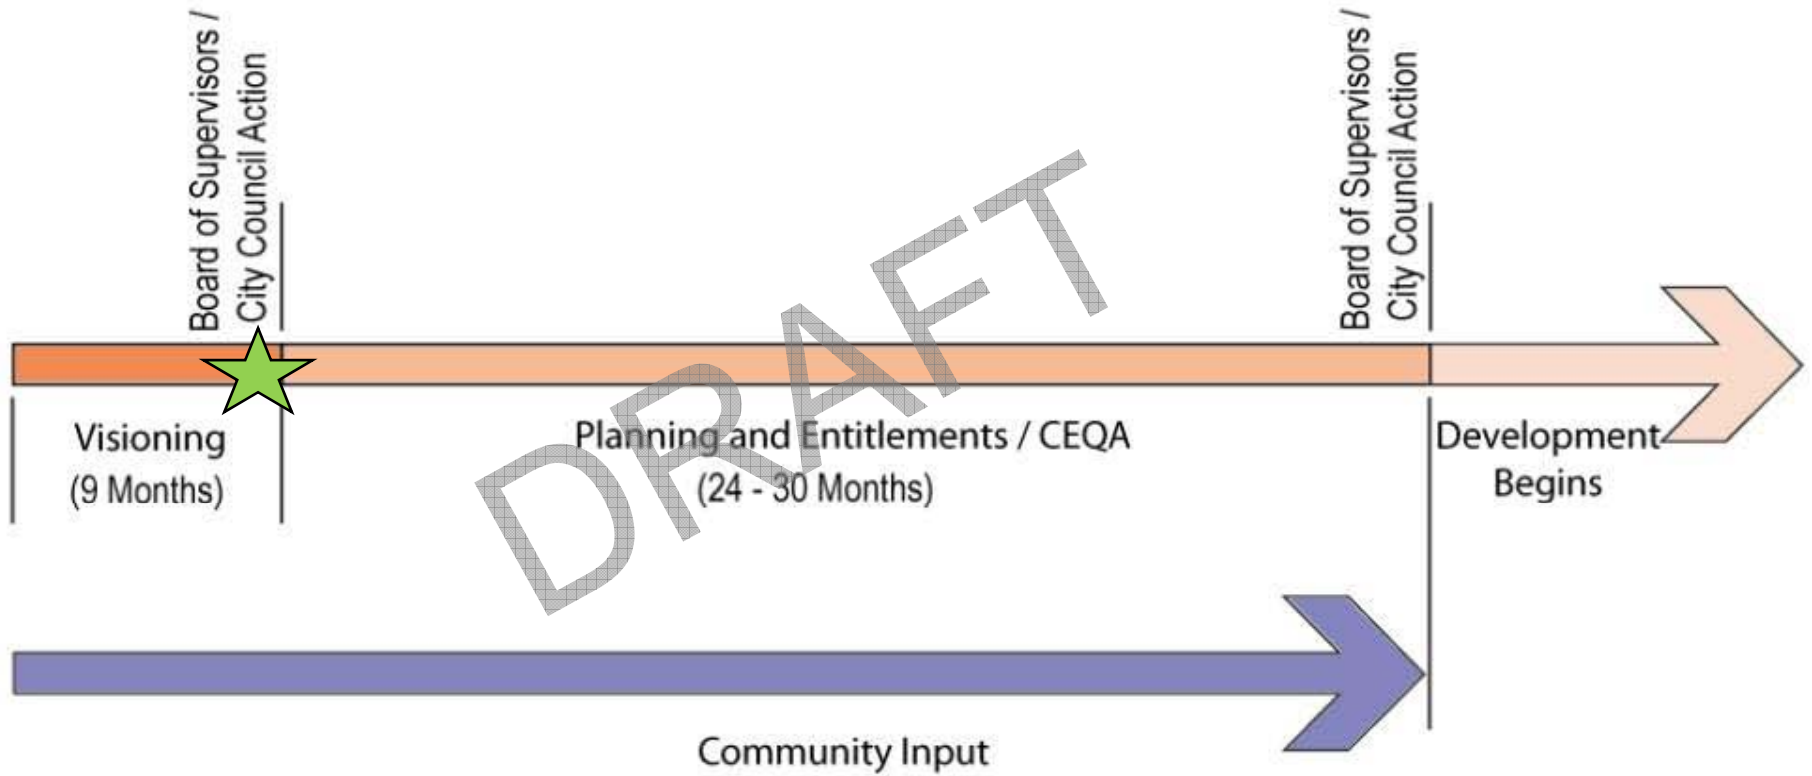 Board of Supervisors /
City Council Action
Board of Supervisors /
City Council Action
DRAFT
Visioning
(9 Months)
Planning and Entitlements / CEQA
(24 - 30 Months)
Development
Begins
Community Input